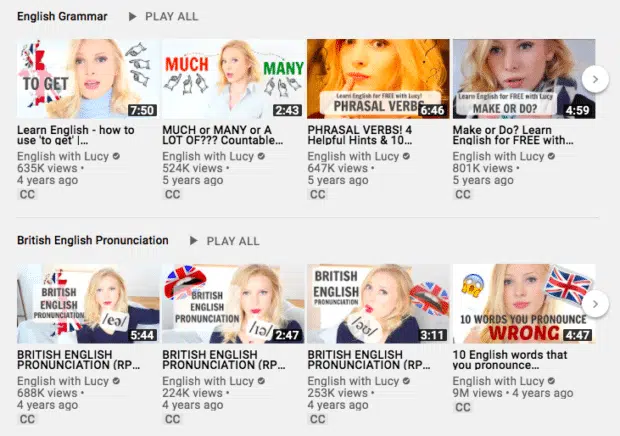 English Grammar ▶ PLAY ALL
TO GET
7:50
MUCH MANY
2:43
Learn English for FREE with Lucy
PHRASAL VERBS
6:46
Learn English for FREE with Lucy
MAKE OR DO?
4:59
Learn English - how to
use 'to get' |...
English with Lucy
635K views •
4 years ago
CC
MUCH or MANY or A
LOT OF??? Countable...
English with Lucy
524K views •
5 years ago
CC
PHRASAL VERBS! 4
Helpful Hints & 10...
English with Lucy
647K views •
5 years ago
CC
Make or Do? Learn
English for FREE with...
English with Lucy
801K views •
5 years ago
CC
British English Pronunciation ▶ PLAY ALL
BRITISH
ENGLISH
PRONUNCIATION
/eə/
5:44
BRITISH
ENGLISH
PRONUNCIATION
/ɪə/
2:47
BRITISH
ENGLISH
PRONUNCIATION
/əʊ/
3:11
10 WORDS YOU PRONOUNCE
WRONG
4:47
BRITISH ENGLISH
PRONUNCIATION (RP...
English with Lucy
688K views •
4 years ago
CC
BRITISH ENGLISH
PRONUNCIATION (RP...
English with Lucy
224K views •
4 years ago
CC
BRITISH ENGLISH
PRONUNCIATION (RP...
English with Lucy
253K views •
4 years ago
CC
10 English words that
you pronounce...
English with Lucy
9M views • 4 years ago
CC